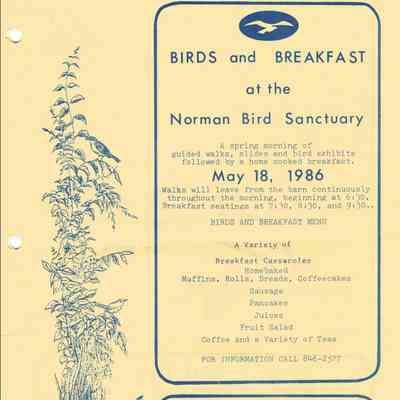 BIRDS and BREAKFAST
at the
Norman Bird Sanctuary
A spring morning of
guided walks, slides and bird exhibits
followed by a home cooked breakfast.
May 18, 1986
Walks will leave from the barn continuously
throughout the morning, beginning at 6:30.
Breakfast seatings at 7:30, 8:30, and 9:30..
BIRDS AND BREAKFAST MENU
A Variety of
Breakfast Casseroles
Homebaked
Muffins, Rolls, Breads, Coffeecakes
Sausage
Pancakes
Juices
Fruit Salad
Coffee and a Variety of Teas
FOR INFORMATION CALL 846-2577